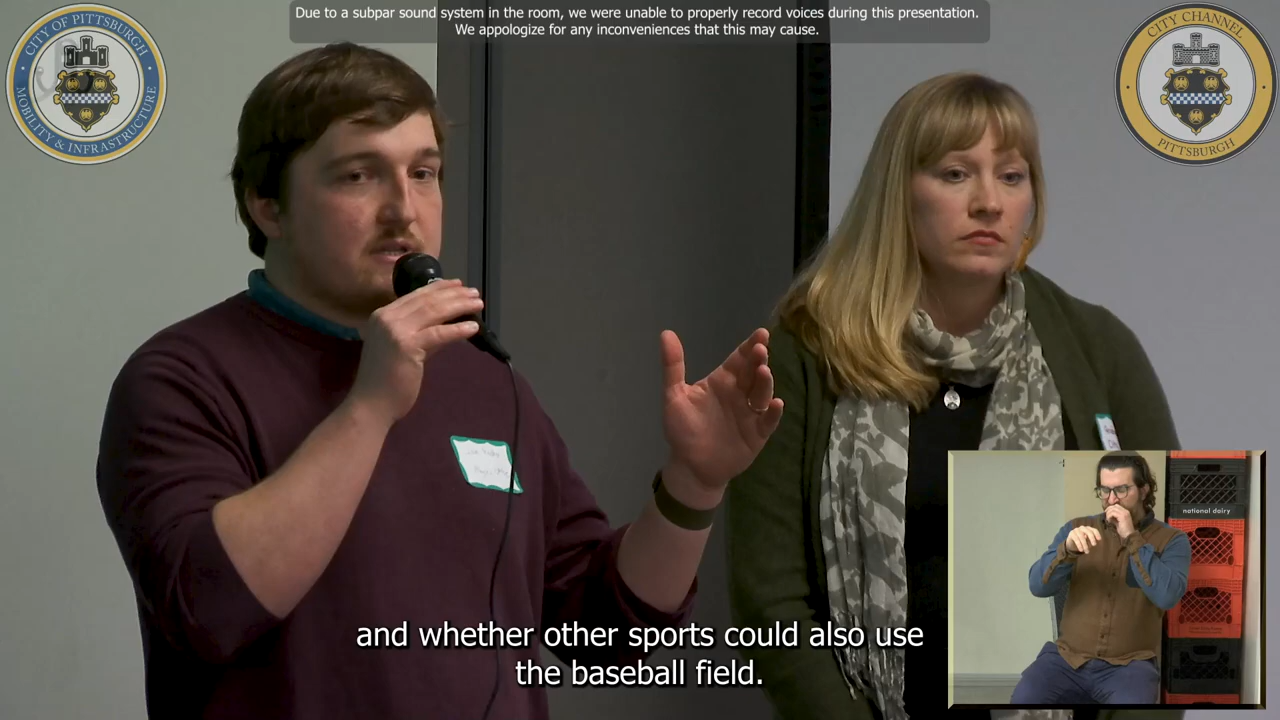 Due to a subpar sound system in the room, we were unable to properly record voices during this presentation.
We appologize for any inconveniences that this may cause.
CITY OF PITTSBURGH
MOBILITY & INFRASTRUCTURE
CITY CHANNEL
PITTSBURGH
national dairy
and whether other sports could also use
the baseball field.